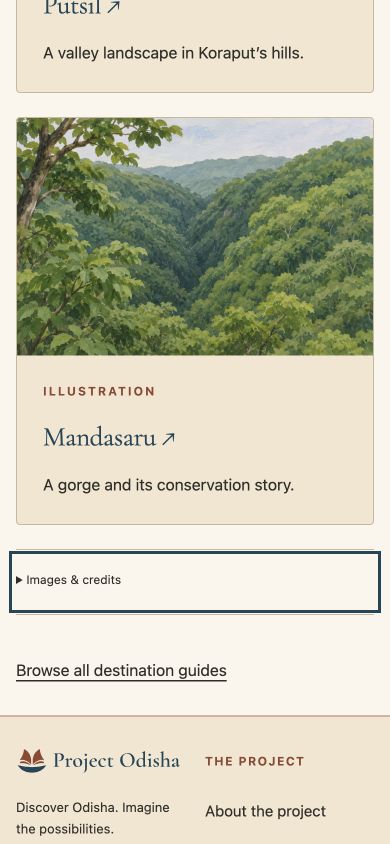 Putsil ↗
A valley landscape in Koraput’s hills.
ILLUSTRATION
Mandasaru ↗
A gorge and its conservation story.
▶ Images & credits
Browse all destination guides
Project Odisha
THE PROJECT
Discover Odisha. Imagine
the possibilities.
About the project